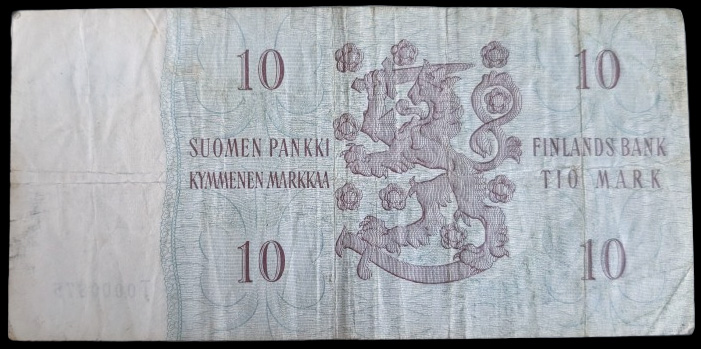 10 10
SUOMEN PANKKI FINLANDS BANK
KYMMENEN MARKKAA TIO MARK
10 10